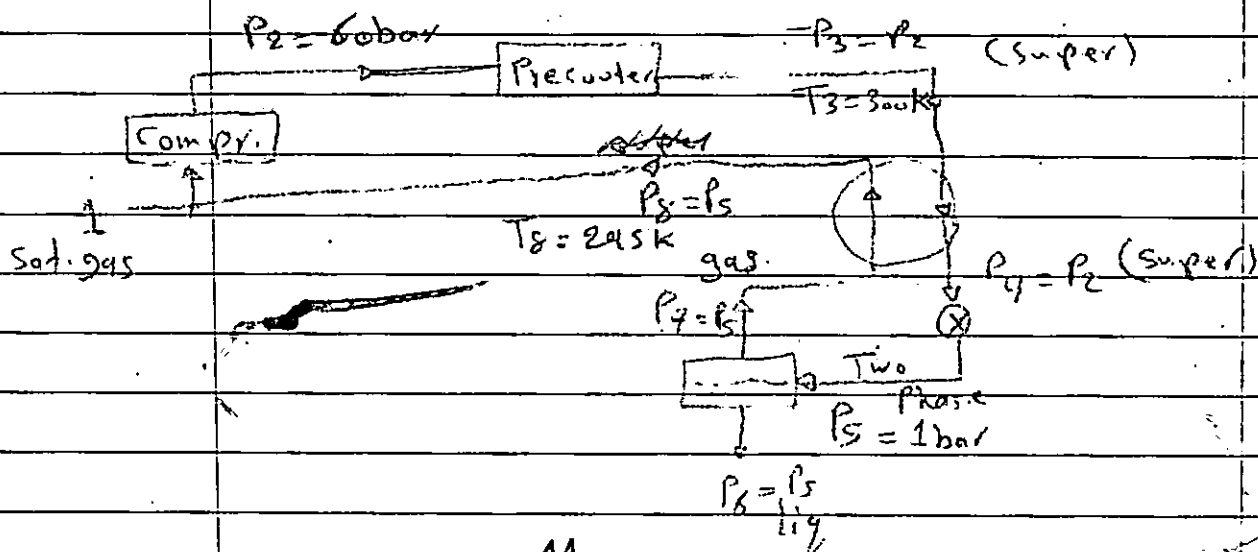 P2 = 60bar
P3 = P2 (super)
Precooler
T3 = 300K
Compr.
P8 = P5
1
T8 = 295K
Sat. gas
gas.
P4 = P2 (super)
P7 = P5
Two
Phase
P5 = 1bar
P6 = P5
liq